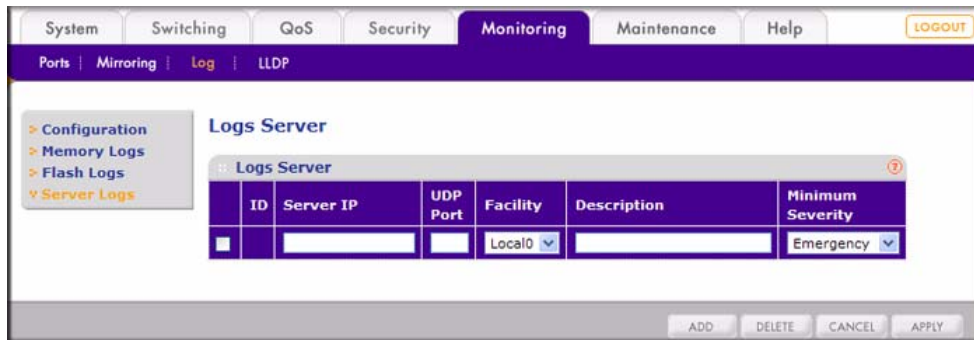 System Switching QoS Security Monitoring Maintenance Help LOGOUT
Ports Mirroring Log LLDP
Configuration
Memory Logs
Flash Logs
Server Logs
Logs Server
Logs Server ?
ID Server IP UDP Port Facility Description Minimum Severity
Local0 Emergency
ADD DELETE CANCEL APPLY